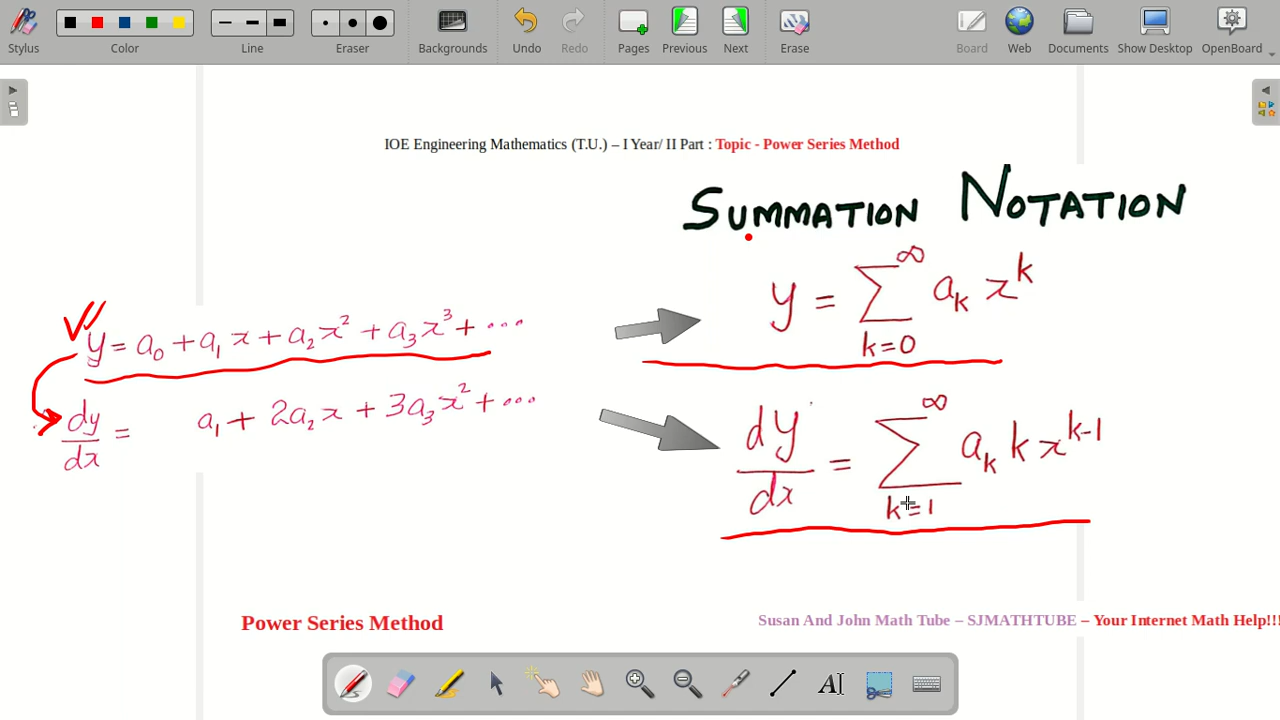 Stylus Color Line Eraser Backgrounds Undo Redo Pages Previous Next Erase Board Web Documents Show Desktop OpenBoard
IOE Engineering Mathematics (T.U.) – I Year/ II Part : Topic - Power Series Method
SUMMATION NOTATION
y = a₀ + a₁x + a₂x² + a₃x³ + ...
y = ∑_{k=0}^{∞} aₖ x^k
dy/dx = a₁ + 2a₂x + 3a₃x² + ...
dy/dx = ∑_{k=1}^{∞} aₖ k x^{k-1}
Power Series Method
Susan And John Math Tube – SJMATHTUBE – Your Internet Math Help!!!
AI